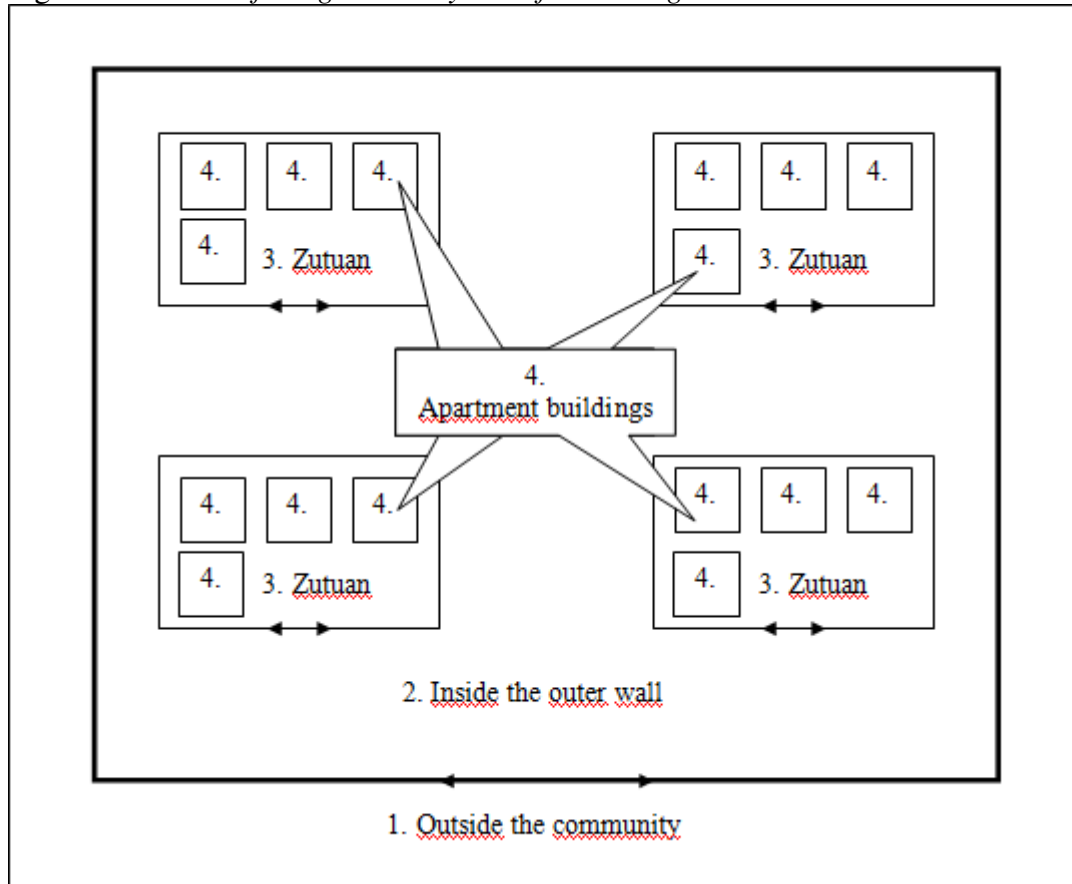 4. 4. 4. 4. 4. 4.
4. 3. Zutuan 4. 3. Zutuan
4.
Apartment buildings
4. 4. 4. 4. 4. 4.
4. 3. Zutuan 4. 3. Zutuan
2. Inside the outer wall
1. Outside the community